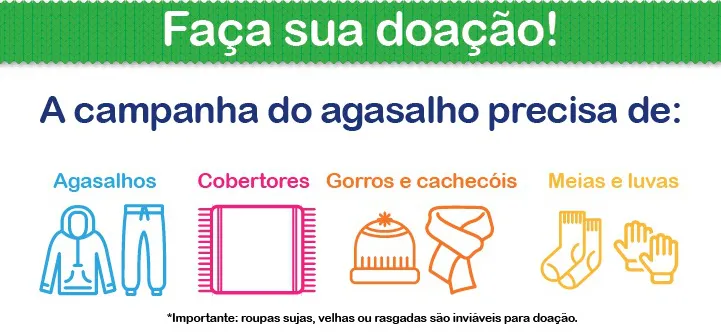 Faça sua doação!
A campanha do agasalho precisa de:
Agasalhos Cobertores Gorros e cachecóis Meias e luvas
*Importante: roupas sujas, velhas ou rasgadas são inviáveis para doação.